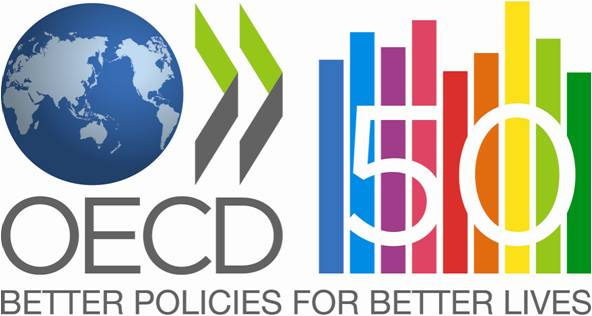 50
OECD
BETTER POLICIES FOR BETTER LIVES